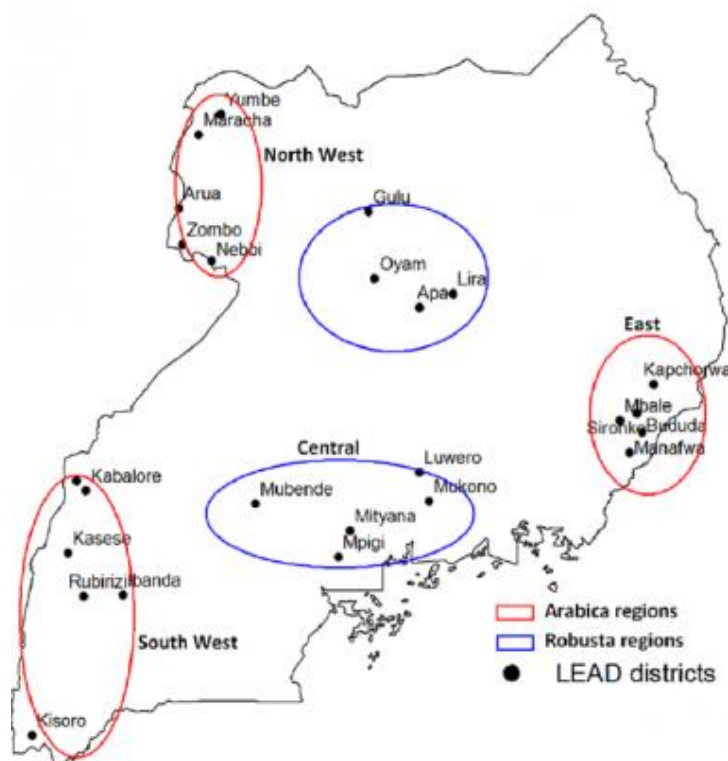 Yumbe
Maracha
North West
Arua
Gulu
Zombo
Nebbi
Oyam
Lira
Apa
East
Kapchorwa
Mbale
Sironko
Bududa
Manafwa
Central
Luwero
Kabalore
Mubende
Mukono
Mityana
Kasese
Mpigi
Rubirizi
Ibanda
Arabica regions
South West
Robusta regions
LEAD districts
Kisoro